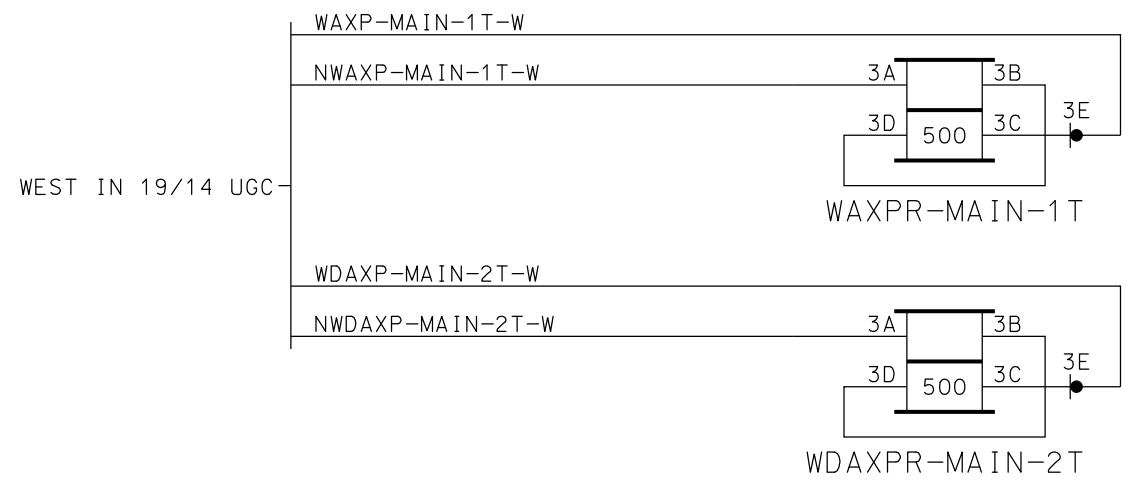 WAXP-MAIN-1T-W
NWAXP-MAIN-1T-W
3A 3B
3E
3D 500 3C
WEST IN 19/14 UGC
WAXPR-MAIN-1T
WDAXP-MAIN-2T-W
NWDAXP-MAIN-2T-W
3A 3B
3E
3D 500 3C
WDAXPR-MAIN-2T